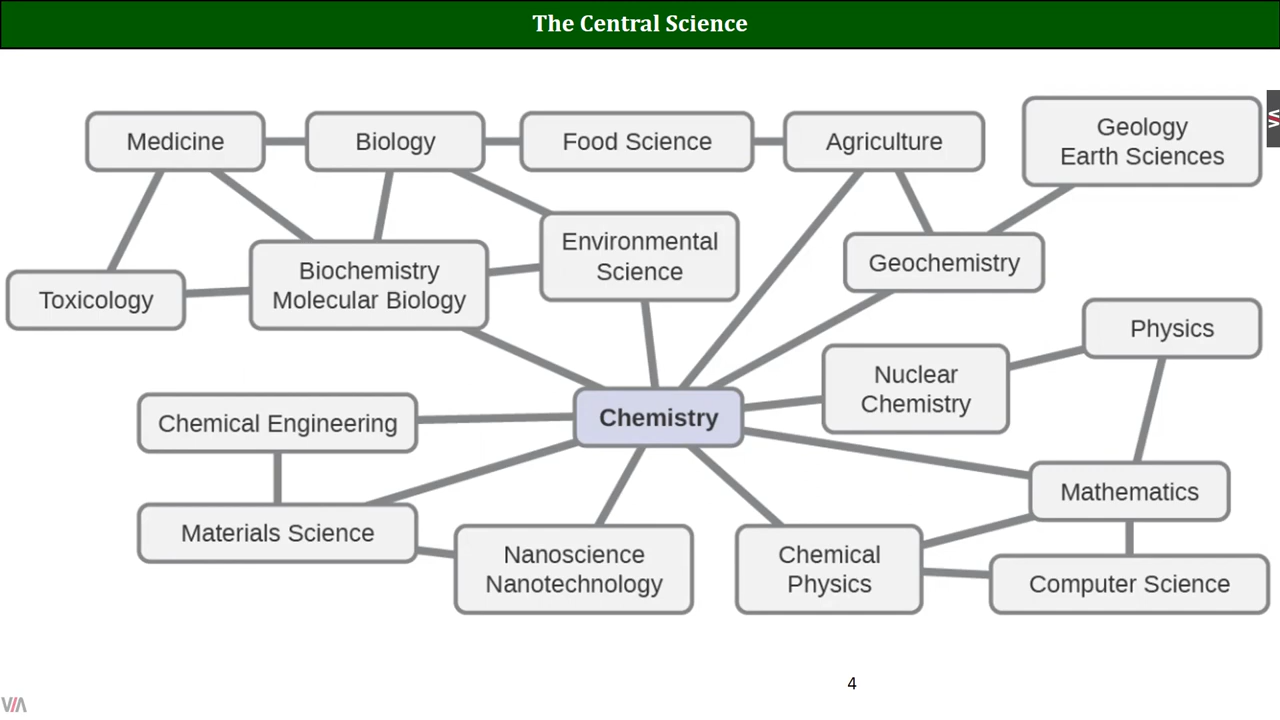 The Central Science
Medicine
Biology
Food Science
Agriculture
Geology
Earth Sciences
Environmental
Science
Geochemistry
Biochemistry
Molecular Biology
Toxicology
Physics
Nuclear
Chemistry
Chemical Engineering
Chemistry
Mathematics
Materials Science
Nanoscience
Nanotechnology
Chemical
Physics
Computer Science
4
VIA